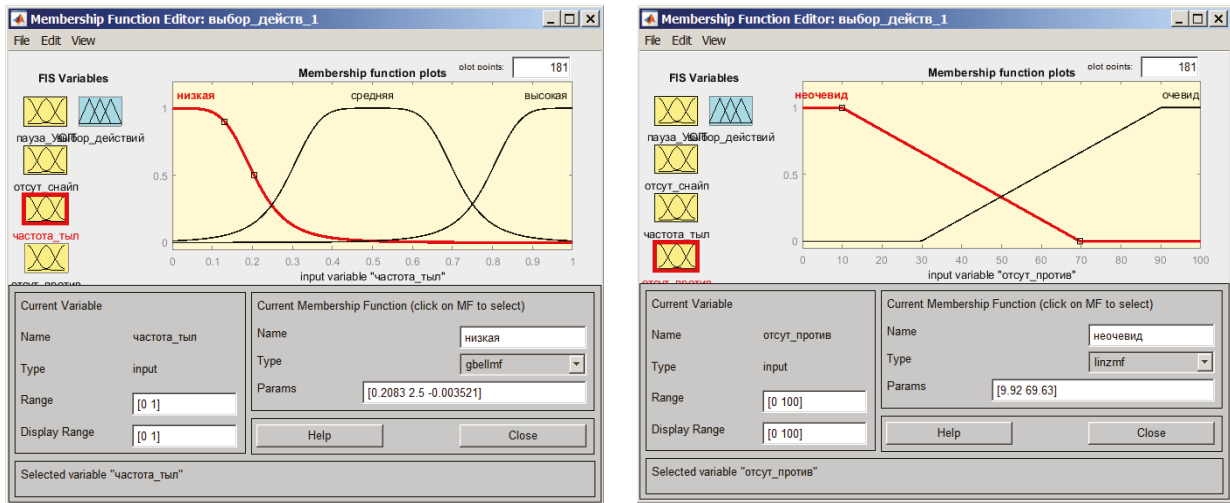 Membership Function Editor: выбор_действ_1
File Edit View
FIS Variables
Membership function plots
plot points:
181
низкая
средняя
высокая
1
0.5
0
0 0.1 0.2 0.3 0.4 0.5 0.6 0.7 0.8 0.9 1
input variable "частота_тыл"
отсут_снайп
частота_тыл
отсут_против
Current Variable
Name частота_тыл
Type input
Range [0 1]
Display Range [0 1]
Current Membership Function (click on MF to select)
Name низкая
Type gbellmf
Params [0.2083 2.5 -0.003521]
Help Close
Selected variable "частота_тыл"
Membership Function Editor: выбор_действ_1
File Edit View
FIS Variables
Membership function plots
plot points:
181
неочевид
очевид
1
0.5
0
0 10 20 30 40 50 60 70 80 90 100
input variable "отсут_против"
отсут_снайп
частота_тыл
отсут_против
Current Variable
Name отсут_против
Type input
Range [0 100]
Display Range [0 100]
Current Membership Function (click on MF to select)
Name неочевид
Type linzmf
Params [9.92 69.63]
Help Close
Selected variable "отсут_против"